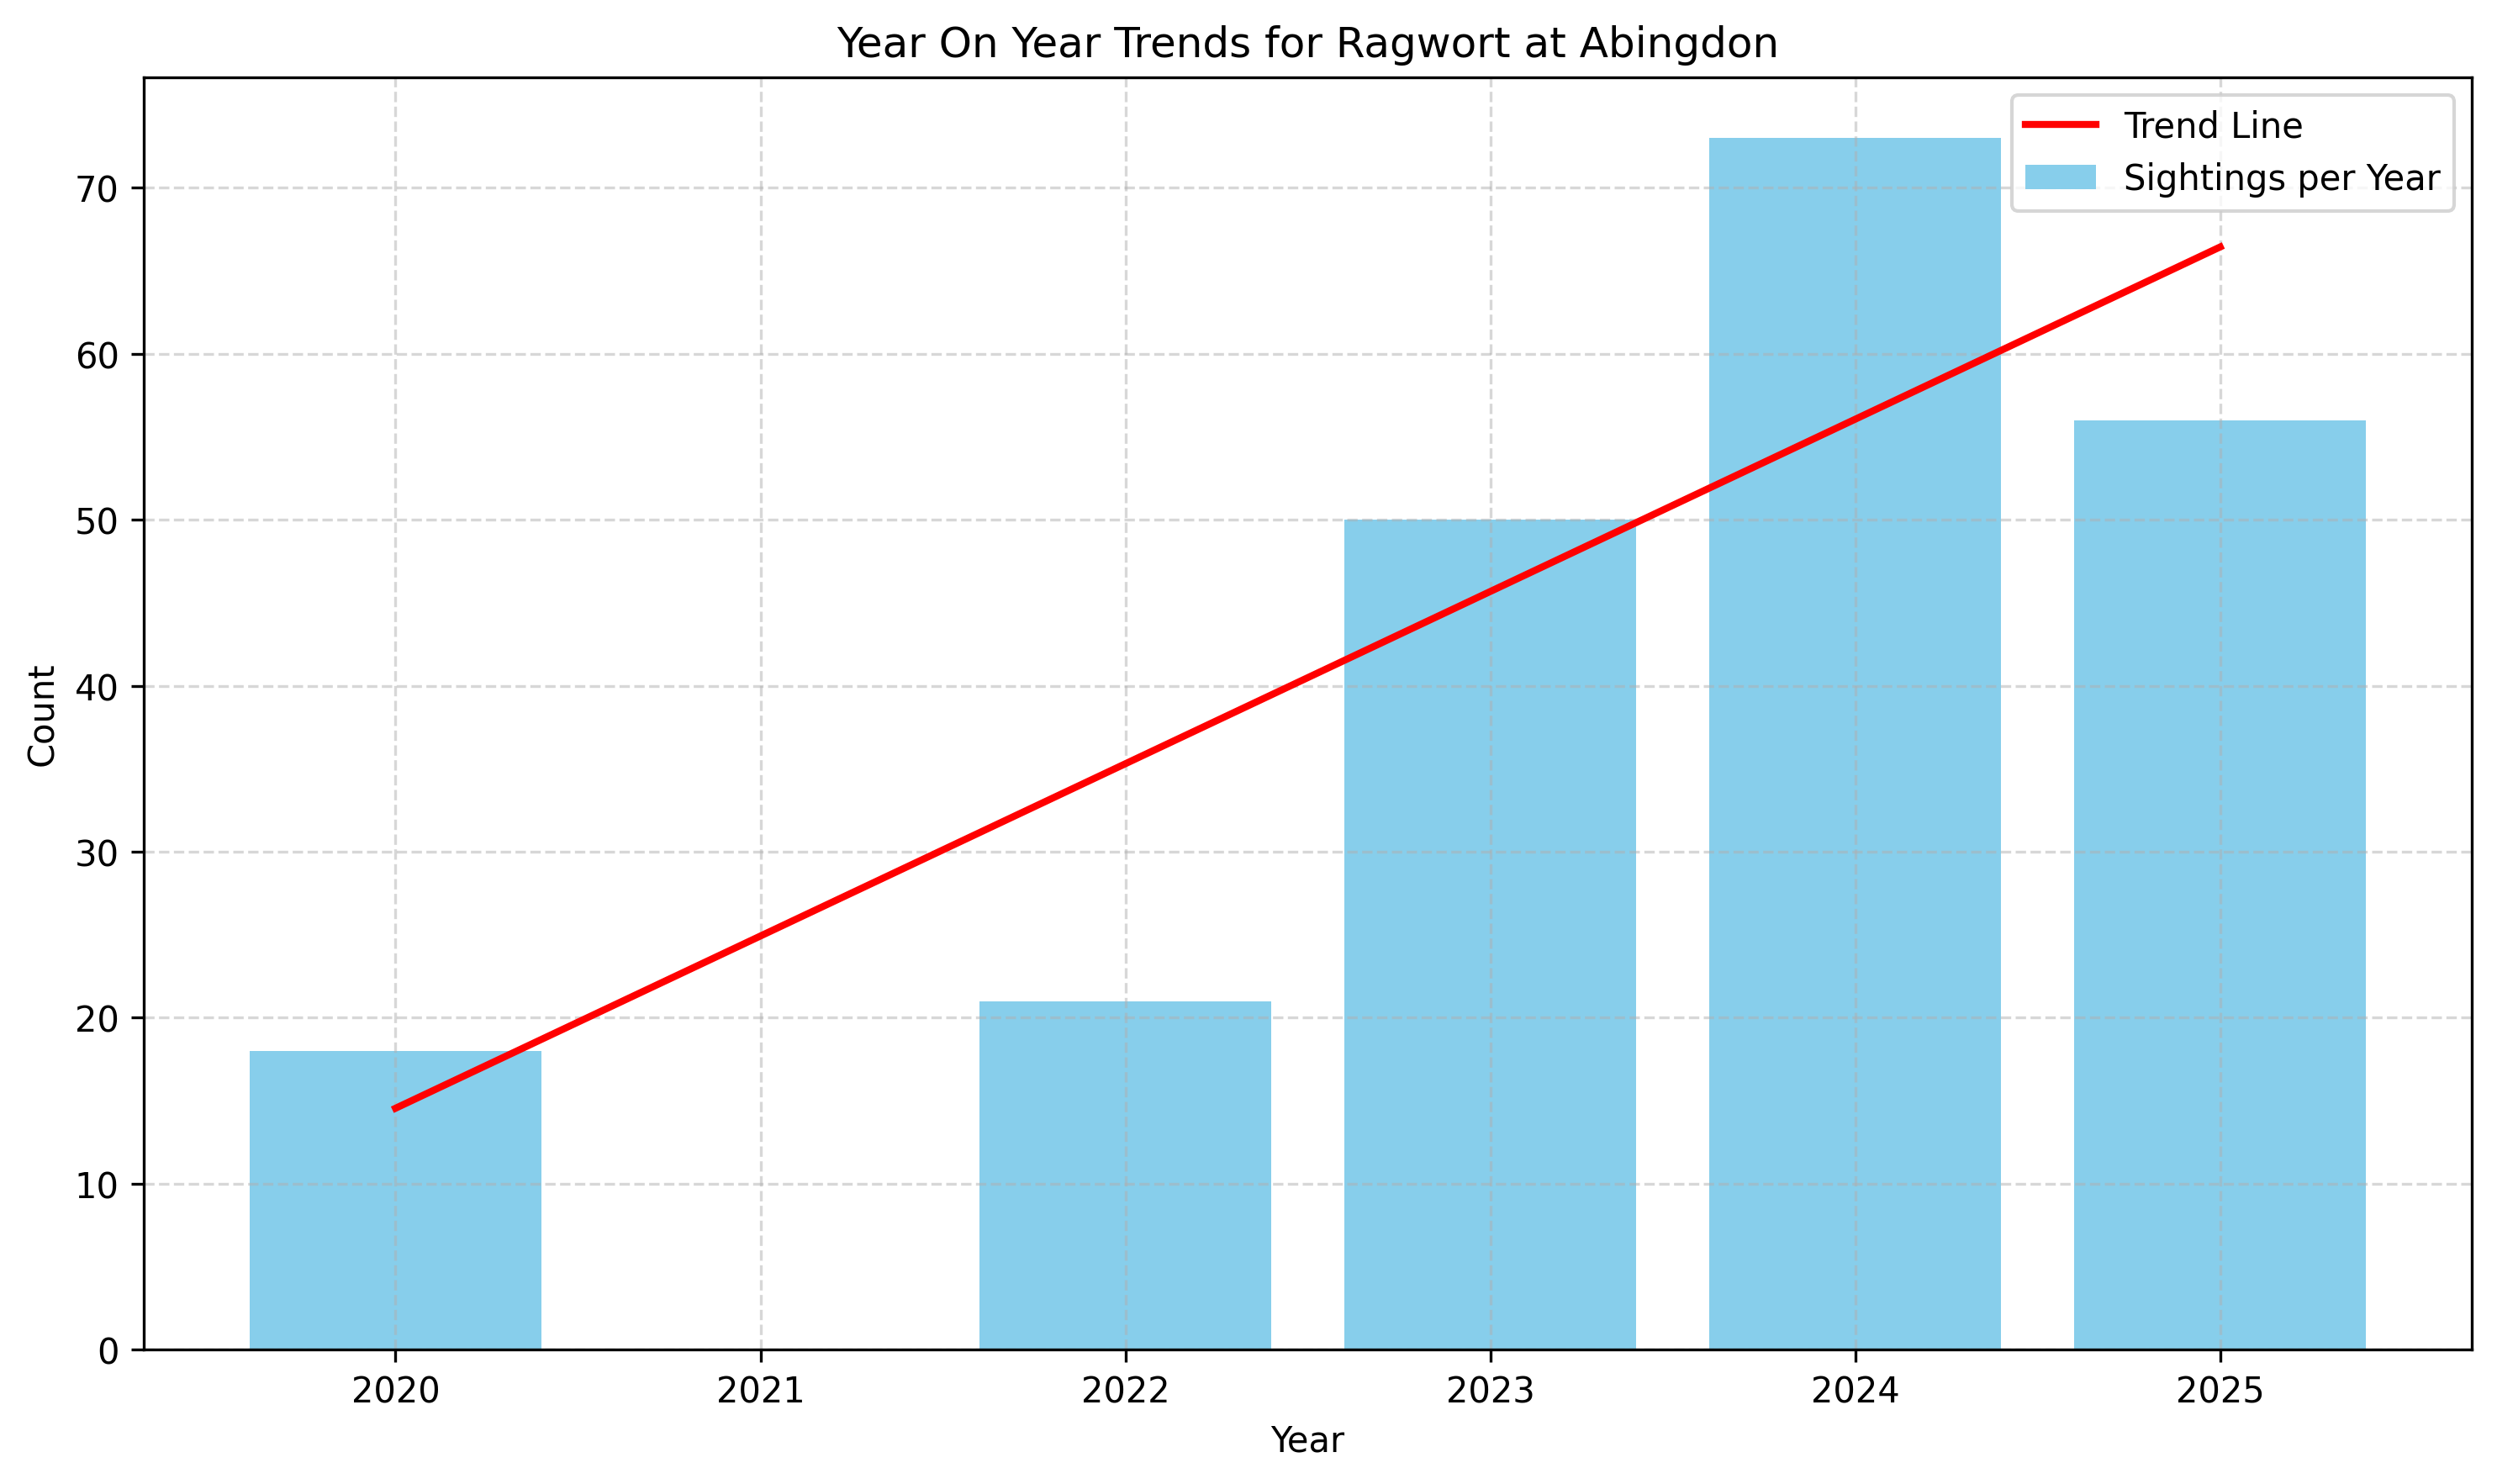 Year On Year Trends for Ragwort at Abingdon
Trend Line
Sightings per Year
Count
70
60
50
40
30
20
10
0
2020 2021 2022 2023 2024 2025
Year